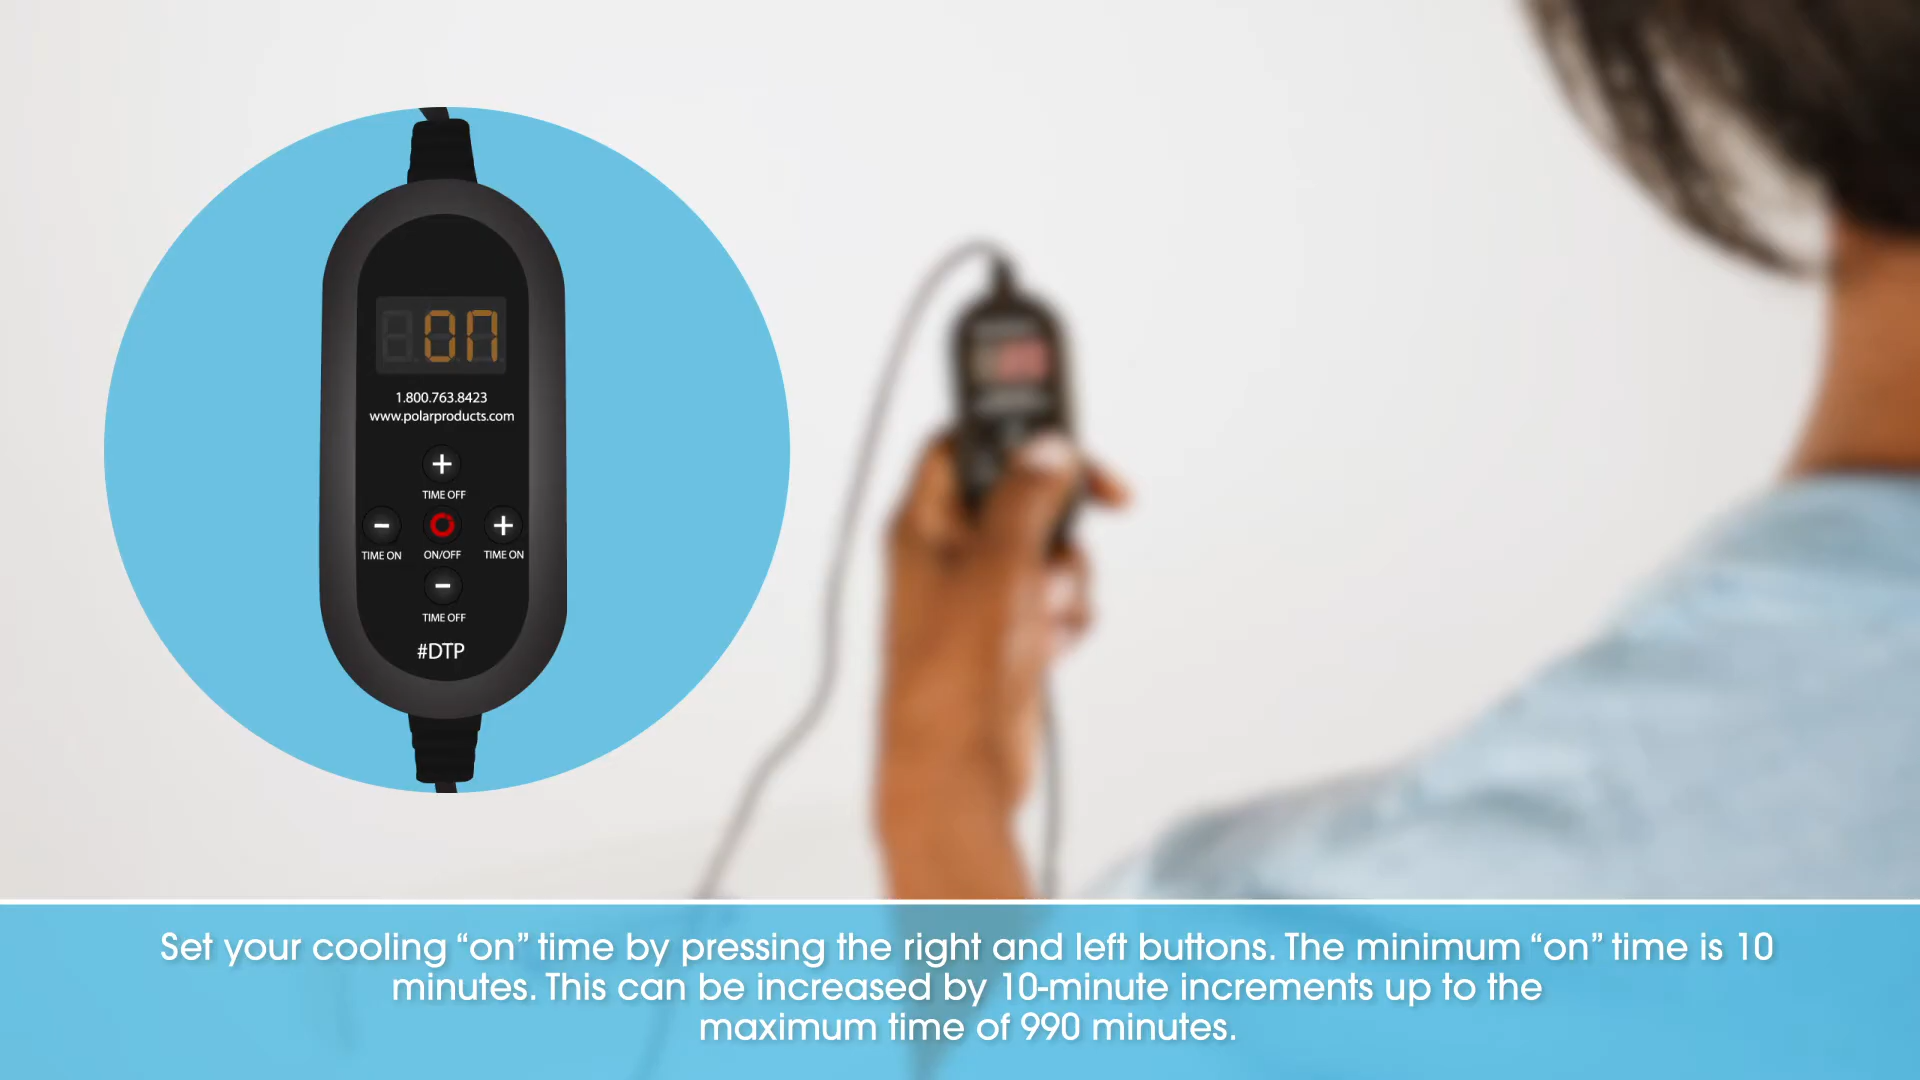 on
1.800.763.8423
www.polarproducts.com
+
TIME OFF
- +
TIME ON ON/OFF TIME ON
-
TIME OFF
#DTP
Set your cooling “on” time by pressing the right and left buttons. The minimum “on” time is 10
minutes. This can be increased by 10-minute increments up to the
maximum time of 990 minutes.